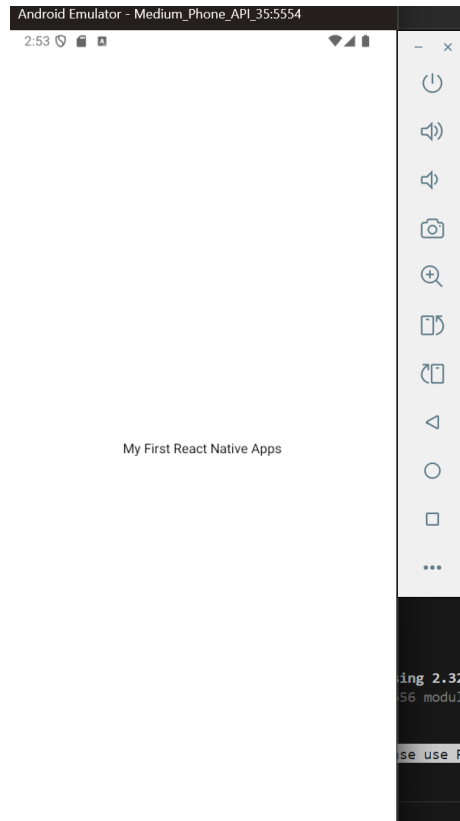 Android Emulator - Medium_Phone_API_35:5554
2:53
My First React Native Apps
ing 2.32
56 modul
se use R